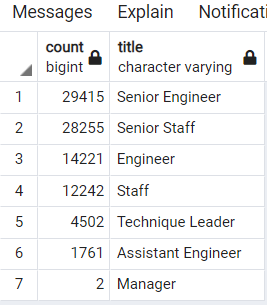 Messages Explain Notificati
count title
bigint character varying
1 29415 Senior Engineer
2 28255 Senior Staff
3 14221 Engineer
4 12242 Staff
5 4502 Technique Leader
6 1761 Assistant Engineer
7 2 Manager